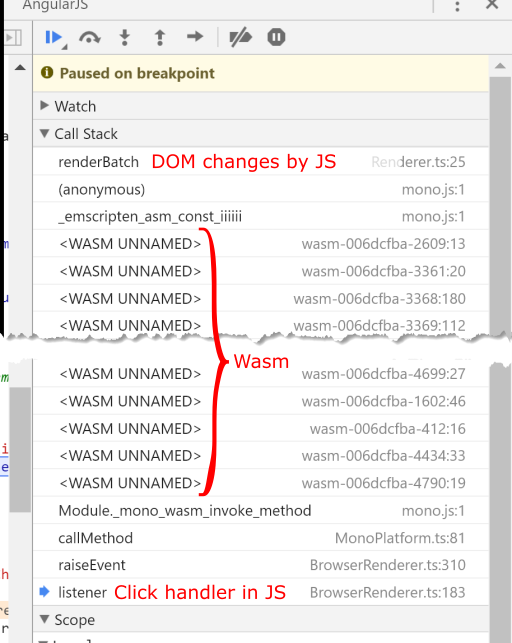 AngularJS
Paused on breakpoint
Watch
Call Stack
renderBatch DOM changes by JS Renderer.ts:25
(anonymous) mono.js:1
_emscripten_asm_const_iiiiii mono.js:1
<WASM UNNAMED> wasm-006dcfba-2609:13
<WASM UNNAMED> wasm-006dcfba-3361:20
<WASM UNNAMED> wasm-006dcfba-3368:180
<WASM UNNAMED> wasm-006dcfba-3369:112
Wasm
<WASM UNNAMED> wasm-006dcfba-4699:27
<WASM UNNAMED> wasm-006dcfba-1602:46
<WASM UNNAMED> wasm-006dcfba-412:16
<WASM UNNAMED> wasm-006dcfba-4434:33
<WASM UNNAMED> wasm-006dcfba-4790:19
Module._mono_wasm_invoke_method mono.js:1
callMethod MonoPlatform.ts:81
raiseEvent BrowserRenderer.ts:310
listener Click handler in JS BrowserRenderer.ts:183
Scope